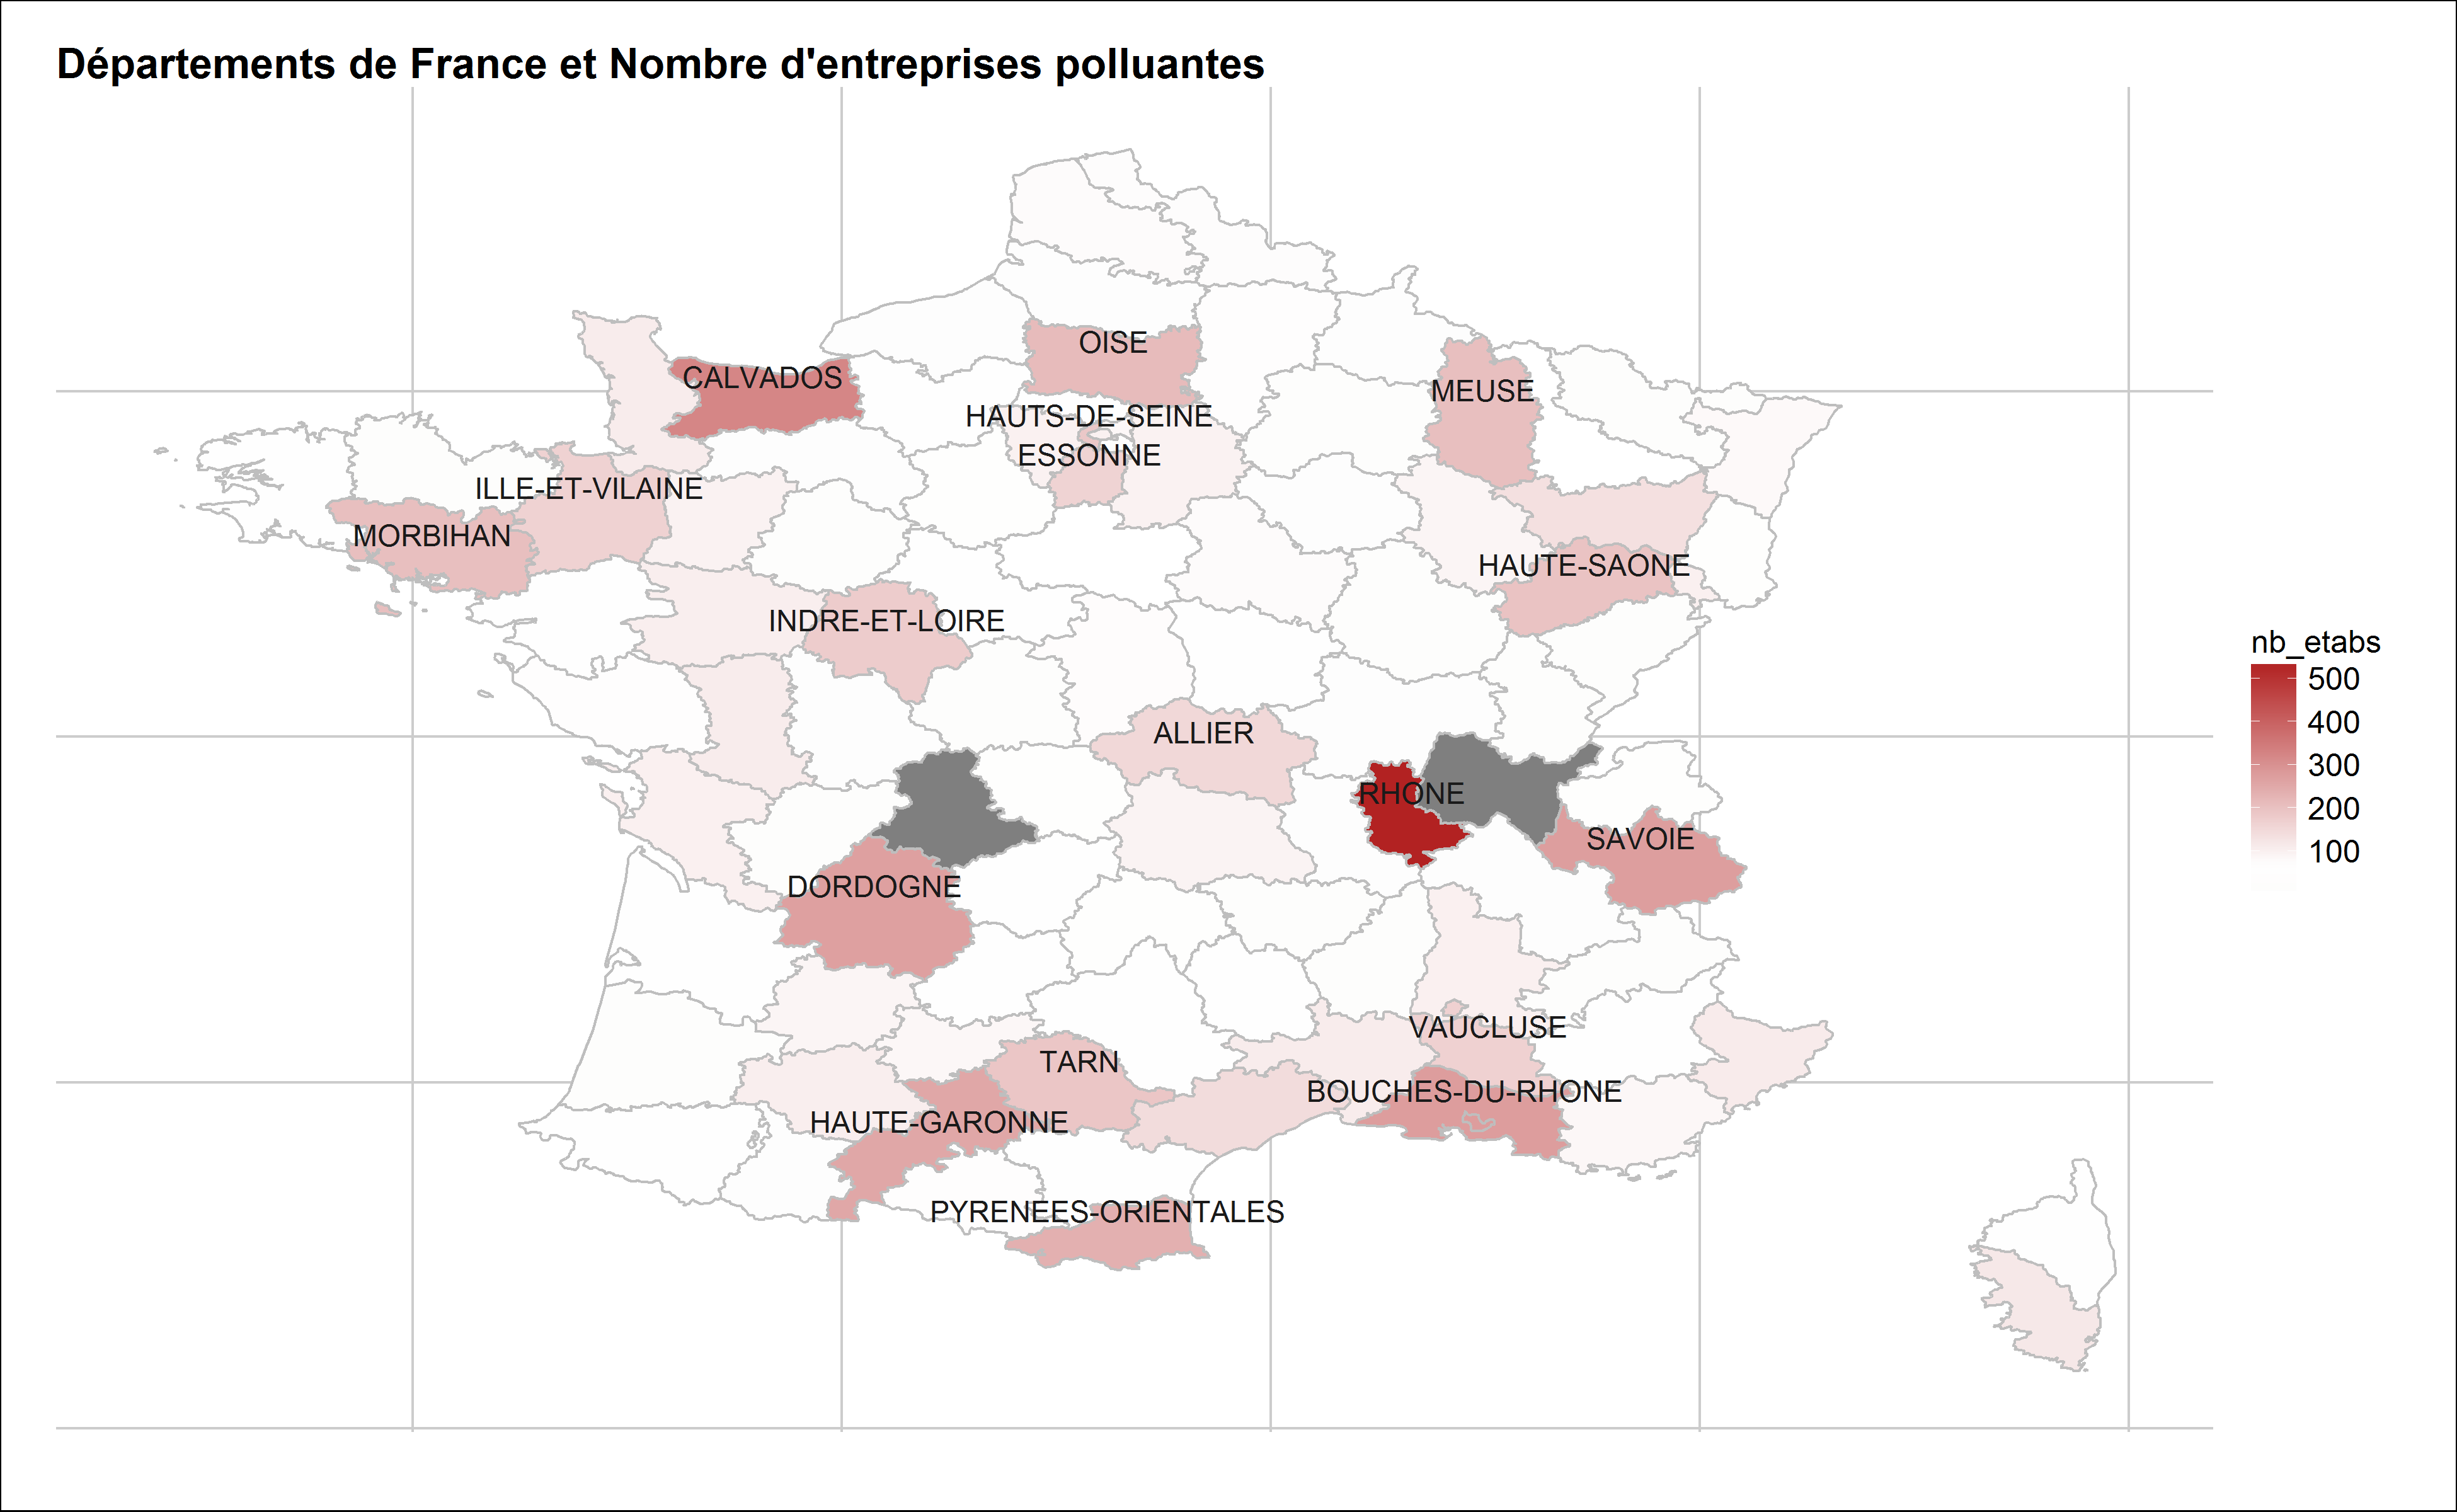 Départements de France et Nombre d'entreprises polluantes
OISE
CALVADOS
MEUSE
HAUTS-DE-SEINE
ESSONNE
ILLE-ET-VILAINE
MORBIHAN
HAUTE-SAONE
INDRE-ET-LOIRE
nb_etabs
500
400
300
200
100
ALLIER
RHONE
SAVOIE
DORDOGNE
VAUCLUSE
TARN
BOUCHES-DU-RHONE
HAUTE-GARONNE
PYRENEES-ORIENTALES